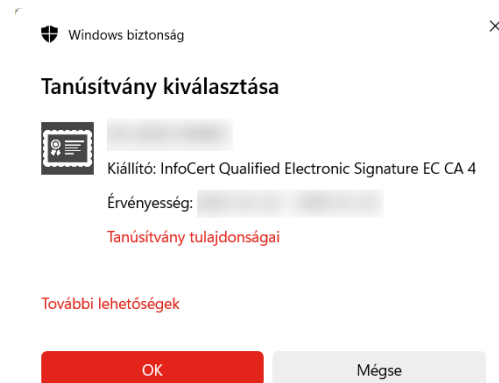 Windows biztonság
Tanúsítvány kiválasztása
Kiállító: InfoCert Qualified Electronic Signature EC CA 4
Érvényesség:
Tanúsítvány tulajdonságai
További lehetőségek
OK
Mégse